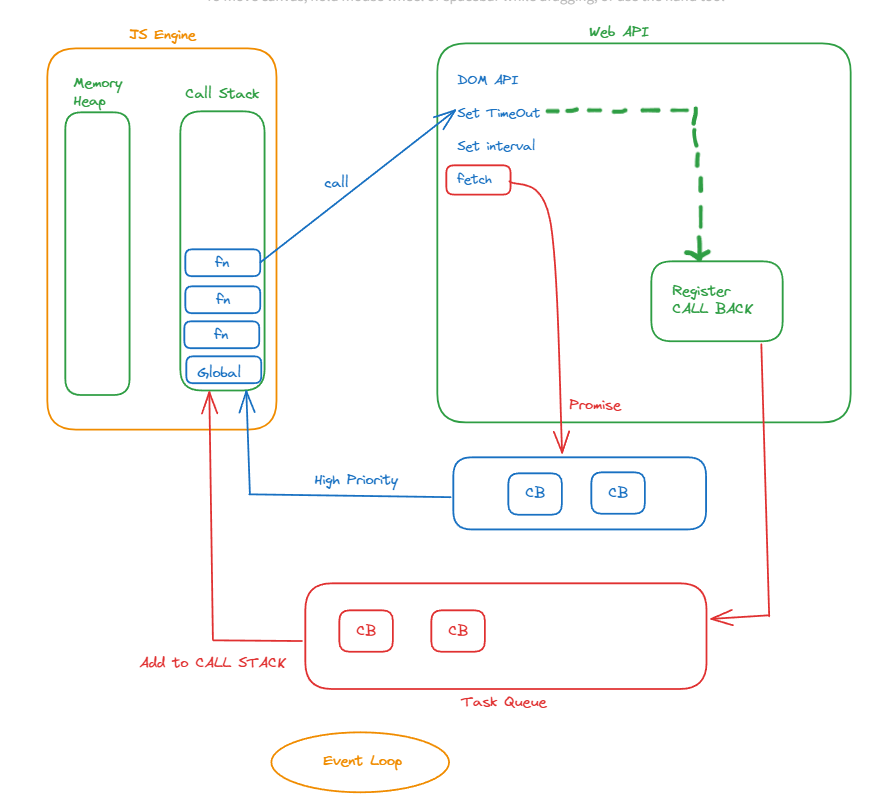 JS Engine
Web API
Memory
Heap
Call Stack
DOM API
Set TimeOut
Set interval
fetch
call
fn
fn
fn
Global
Register
CALL BACK
Promise
High Priority
CB
CB
CB
CB
Add to CALL STACK
Task Queue
Event Loop